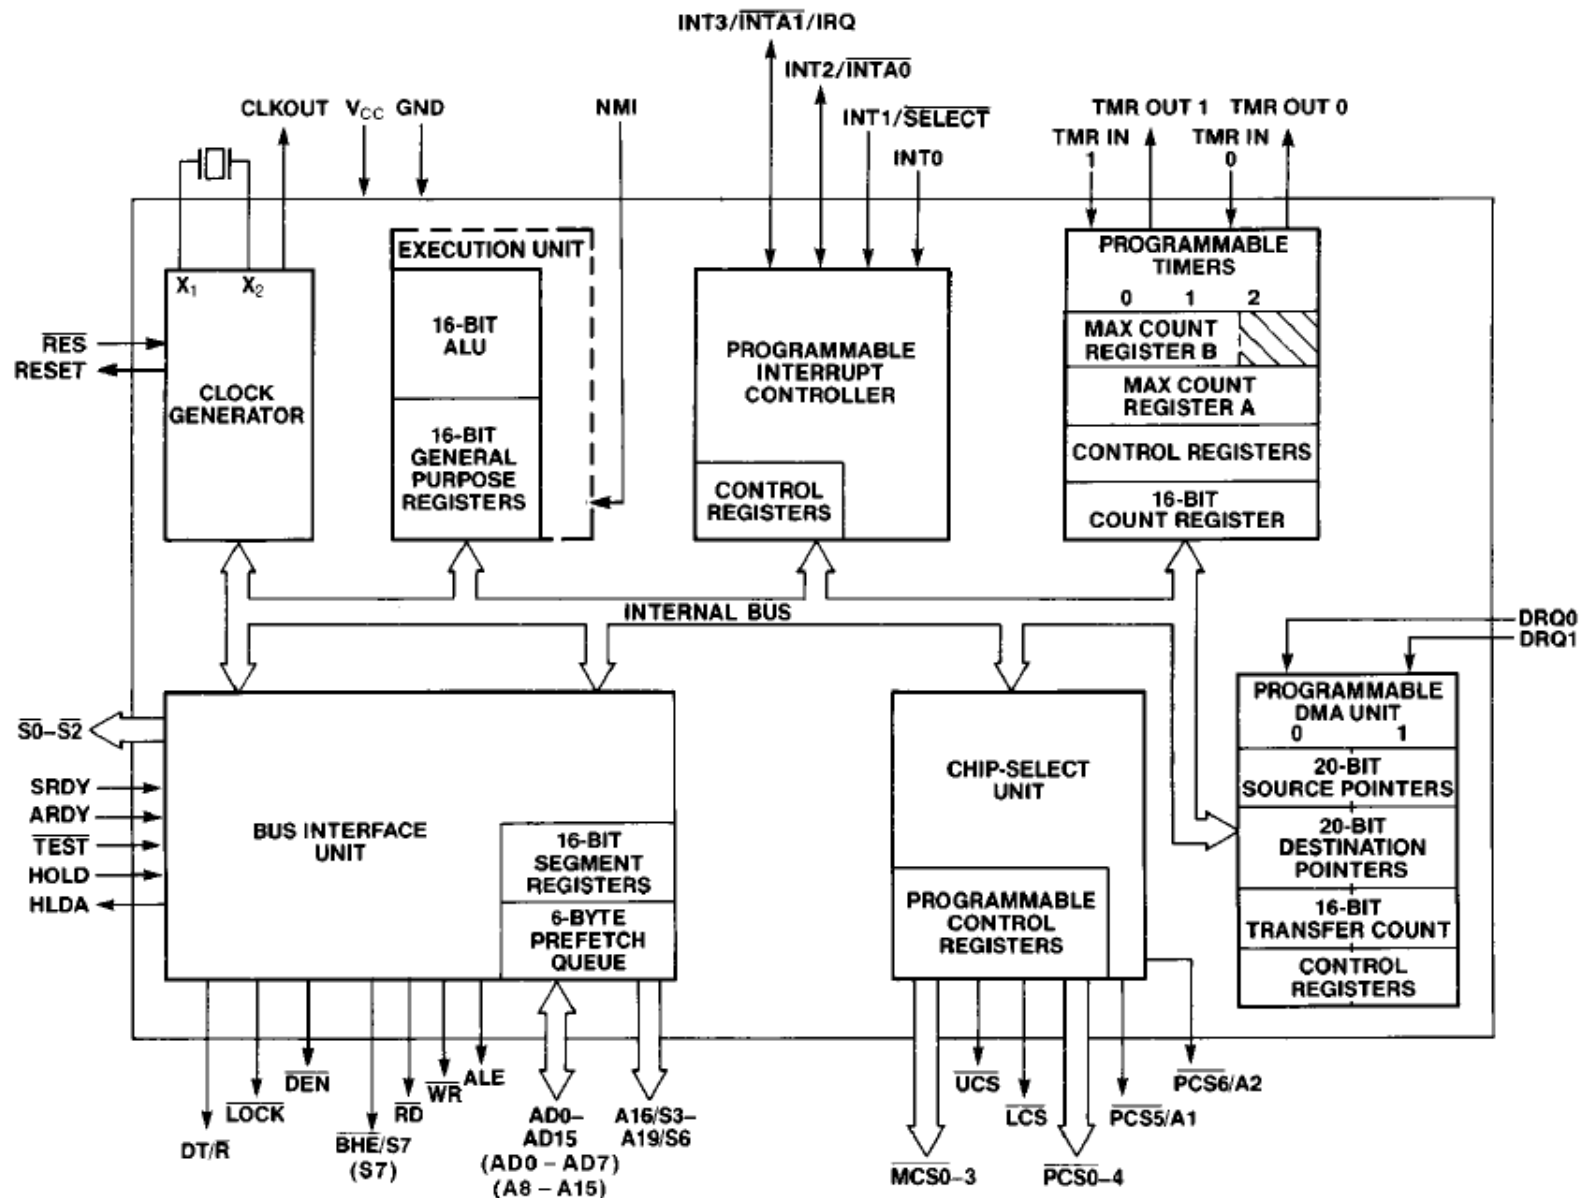 INT3/INTA1/IRQ
INT2/INTA0
CLKOUT
VCC
GND
NMI
INT1/SELECT
INT0
TMR OUT 1
TMR OUT 0
TMR IN
1
TMR IN
0
X1
X2
RES
RESET
CLOCK
GENERATOR
EXECUTION UNIT
16-BIT
ALU
16-BIT
GENERAL
PURPOSE
REGISTERS
PROGRAMMABLE
INTERRUPT
CONTROLLER
CONTROL
REGISTERS
PROGRAMMABLE
TIMERS
0 1 2
MAX COUNT
REGISTER B
MAX COUNT
REGISTER A
CONTROL REGISTERS
16-BIT
COUNT REGISTER
INTERNAL BUS
DRQ0
DRQ1
S0–S2
SRDY
ARDY
TEST
HOLD
HLDA
BUS INTERFACE
UNIT
16-BIT
SEGMENT
REGISTERS
6-BYTE
PREFETCH
QUEUE
CHIP-SELECT
UNIT
PROGRAMMABLE
CONTROL
REGISTERS
PROGRAMMABLE
DMA UNIT
0 1
20-BIT
SOURCE POINTERS
20-BIT
DESTINATION
POINTERS
16-BIT
TRANSFER COUNT
CONTROL
REGISTERS
DT/R
LOCK
DEN
BHE/S7
(S7)
RD
WR
ALE
AD0–
AD15
(AD0 – AD7)
(A8 – A15)
A16/S3–
A19/S6
MCS0–3
UCS
LCS
PCS0–4
PCS5/A1
PCS6/A2